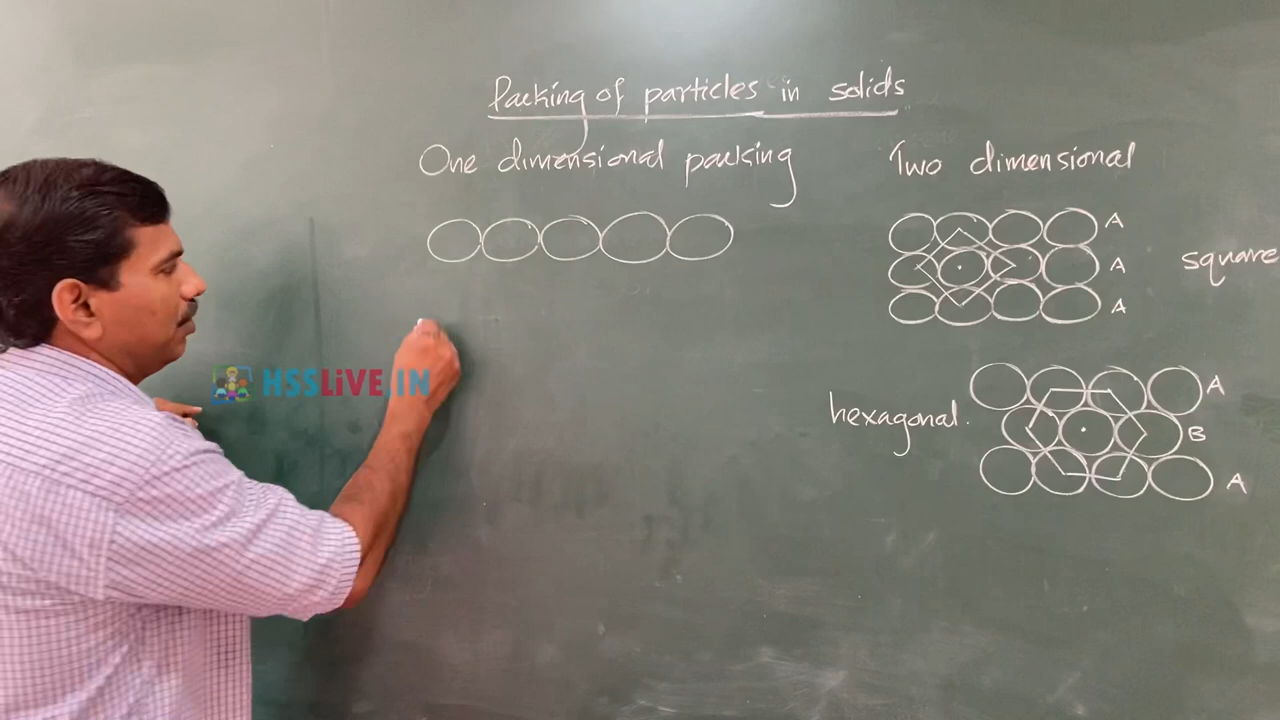 Packing of particles in solids
One dimensional packing
Two dimensional
A
A
square
A
A
hexagonal.
B
A
HSSLiVE.IN